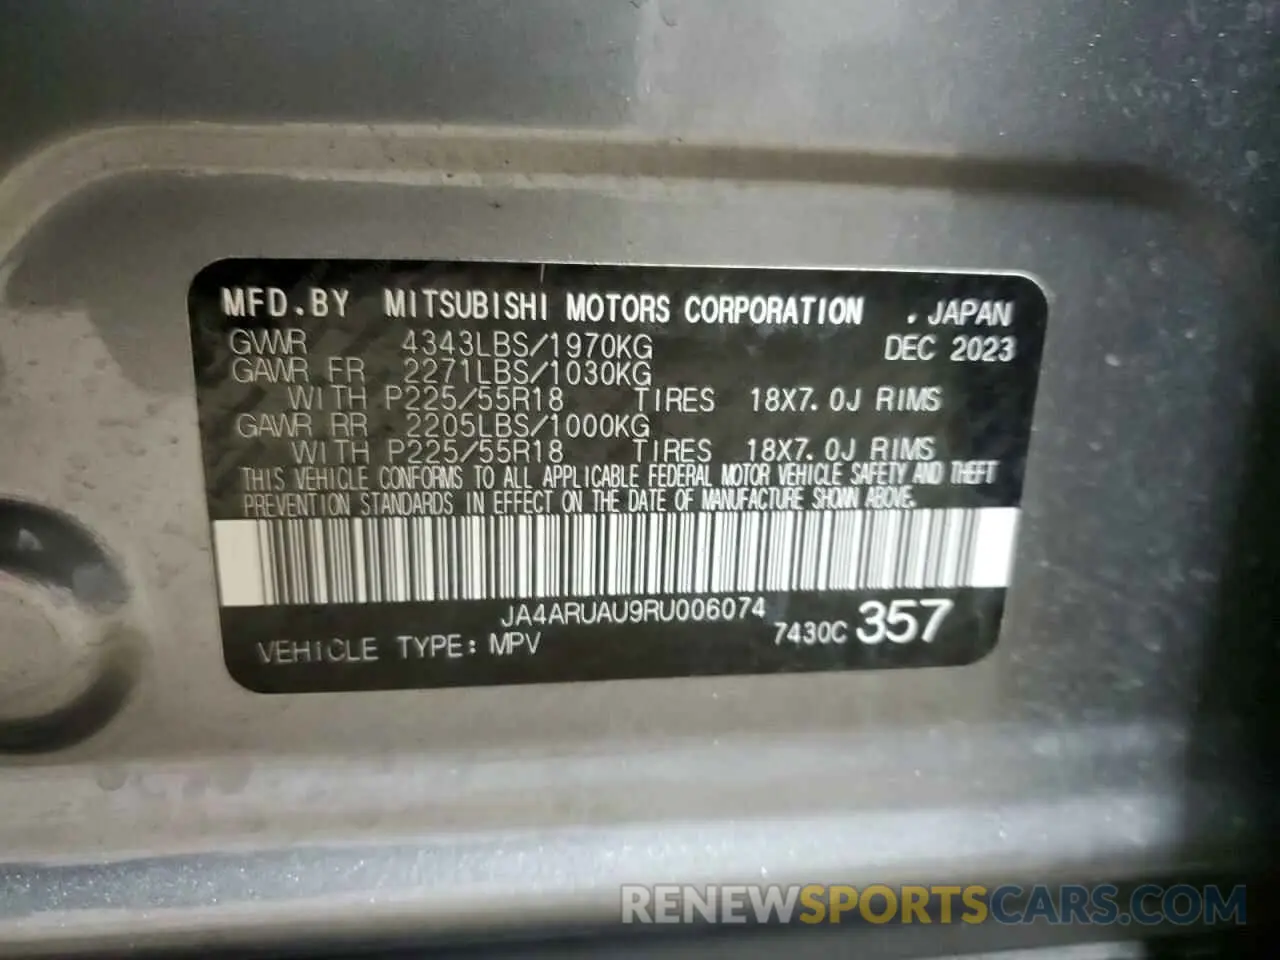 MFD.BY MITSUBISHI MOTORS CORPORATION . JAPAN
GWWR 4343LBS/1970KG DEC 2023
GAWR FR 2271LBS/1030KG
WITH P225/55R18 TIRES 18X7.0J RIMS
GAWR RR 2205LBS/1000KG
WITH P225/55R18 TIRES 18X7.0J RIMS
THIS VEHICLE CONFORMS TO ALL APPLICABLE FEDERAL MOTOR VEHICLE SAFETY AND THEFT
PREVENTION STANDARDS IN EFFECT ON THE DATE OF MANUFACTURE SHOWN ABOVE.
JA4ARUAU9RU006074
VEHICLE TYPE: MPV 7430C 357
RENEWSPORTSCARS.COM